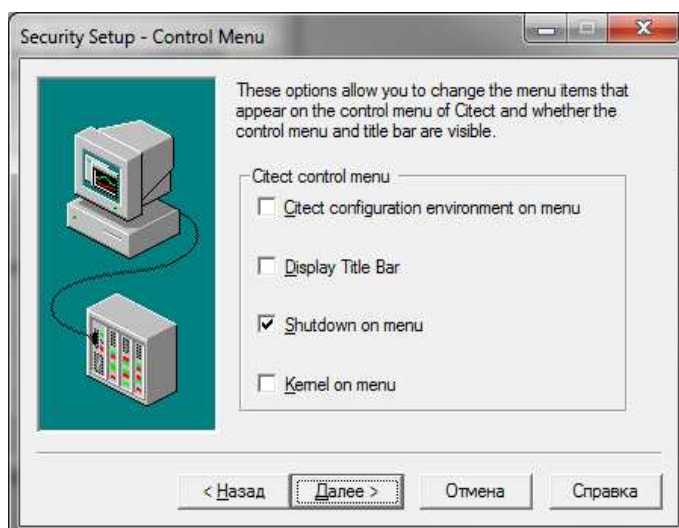 Security Setup - Control Menu
These options allow you to change the menu items that
appear on the control menu of Citect and whether the
control menu and title bar are visible.
Citect control menu
Citect configuration environment on menu
Display Title Bar
Shutdown on menu
Kernel on menu
< Назад
Далее >
Отмена
Справка